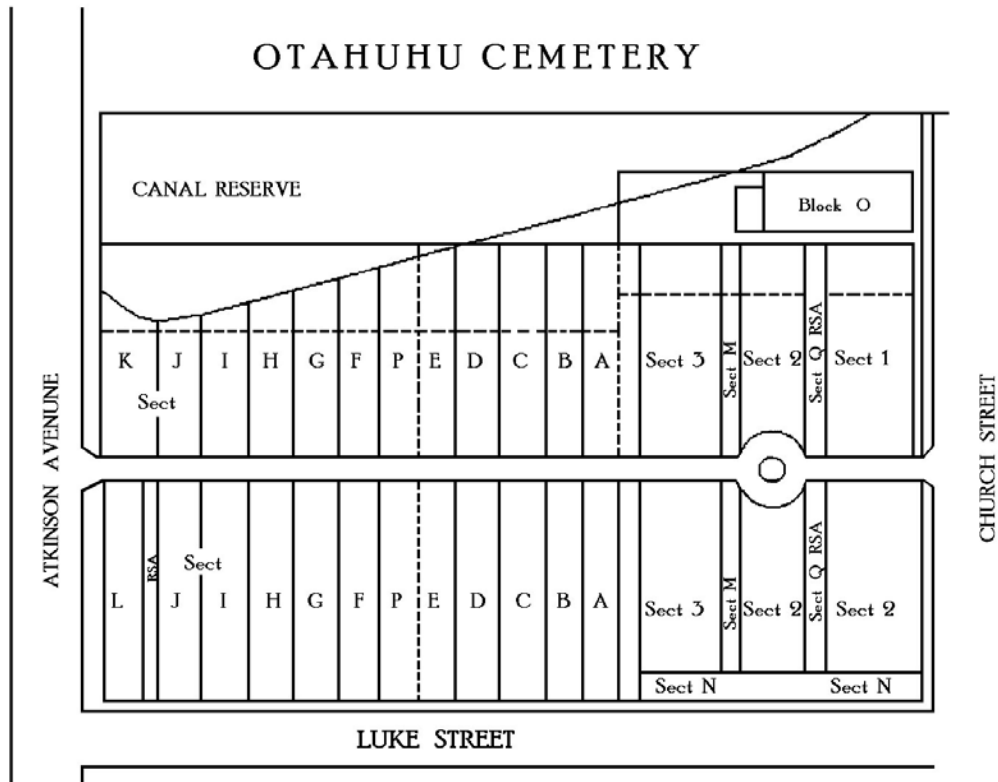 OTAHUHU CEMETERY
CANAL RESERVE
Block O
K J I H G F P E D C B A Sect 3 Sect M Sect 2 Sect Q RSA Sect 1
Sect
ATKINSON AVENUNE
CHURCH STREET
Sect
L RSA J I H G F P E D C B A Sect 3 Sect M Sect 2 Sect Q RSA Sect 2
Sect N Sect N
LUKE STREET